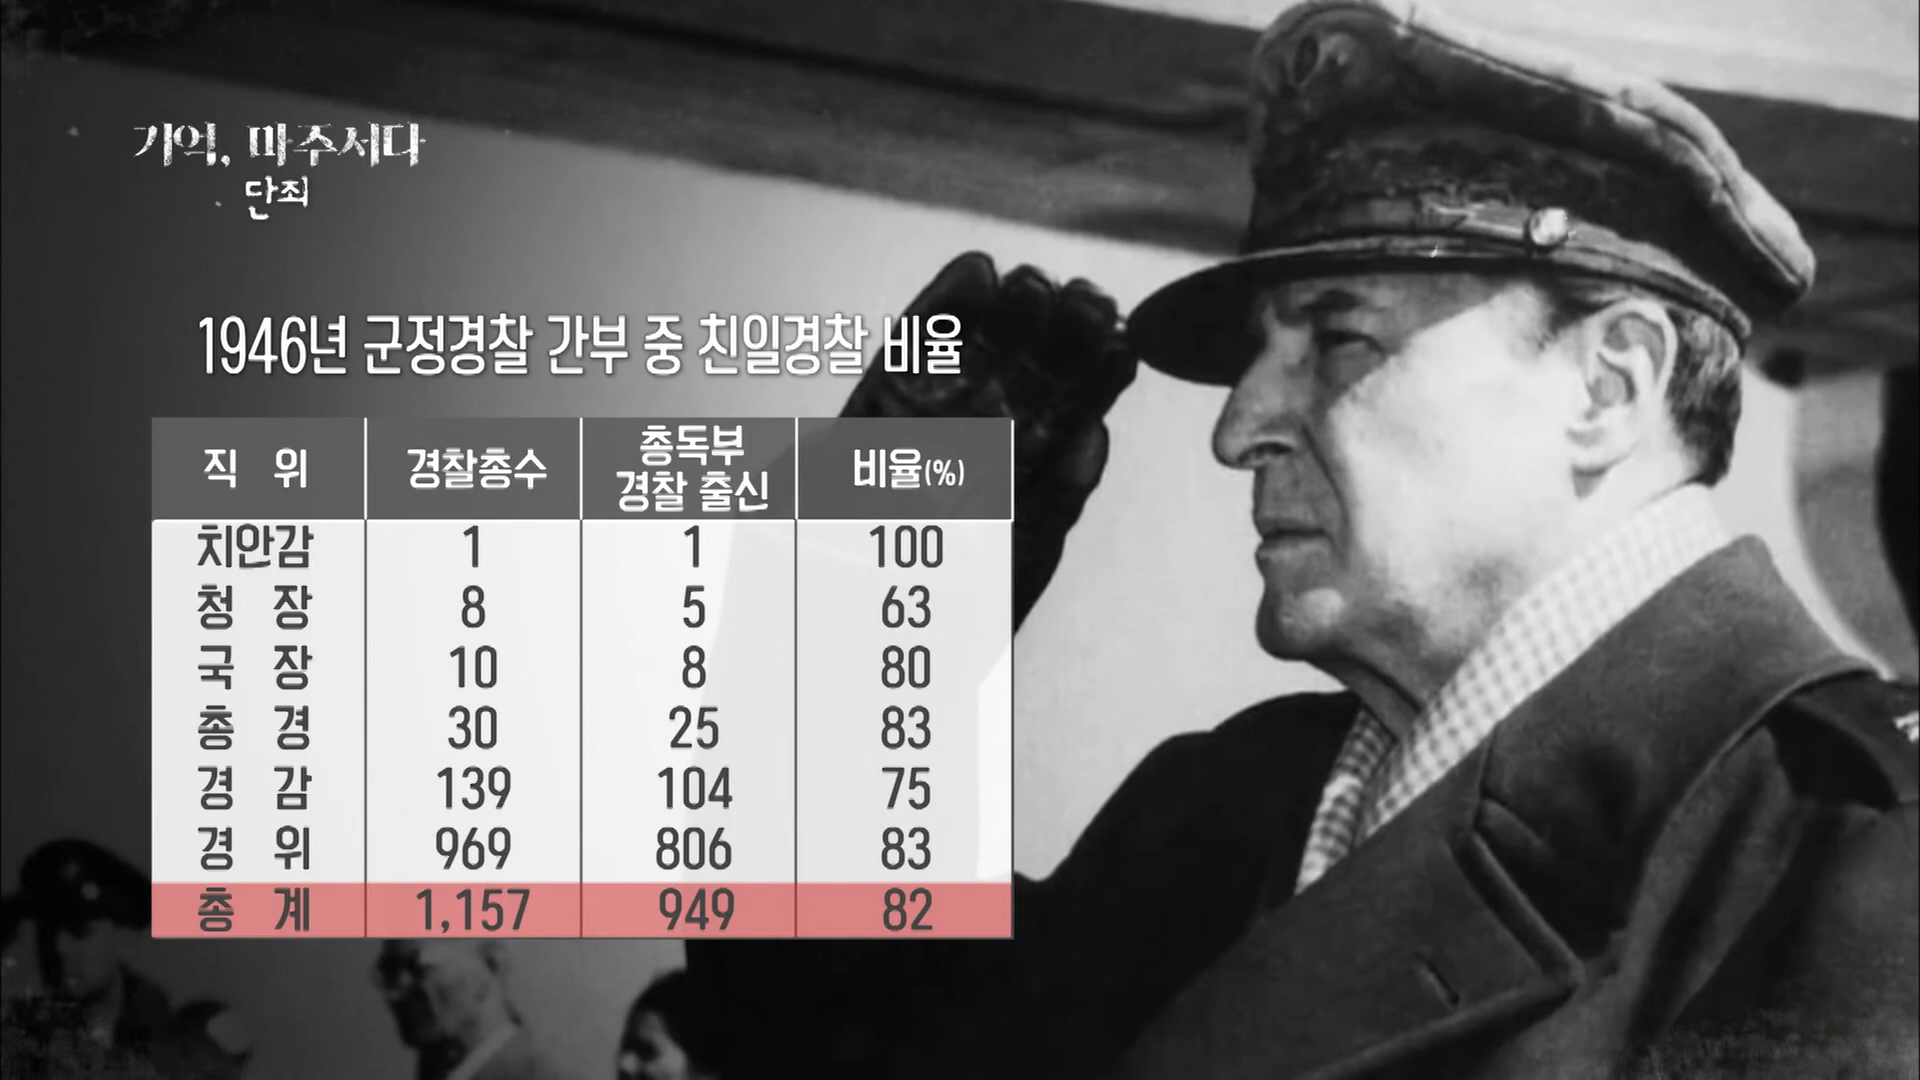 기억, 마주서다
단죄
1946년 군정경찰 간부 중 친일경찰 비율
직 위 경찰총수 총독부 경찰 출신 비율(%)
치안감 1 1 100
청 장 8 5 63
국 장 10 8 80
총 경 30 25 83
경 감 139 104 75
경 위 969 806 83
총 계 1,157 949 82